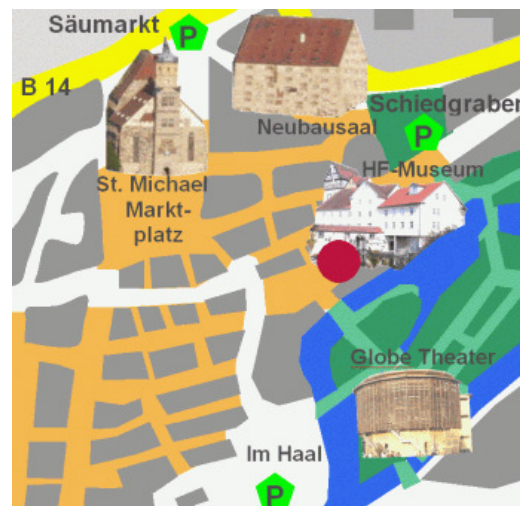 Säumarkt
P
B 14
Neubausaal
Schiedgraben
P
St. Michael
Markt-
platz
HF-Museum
Globe Theater
Im Haal
P